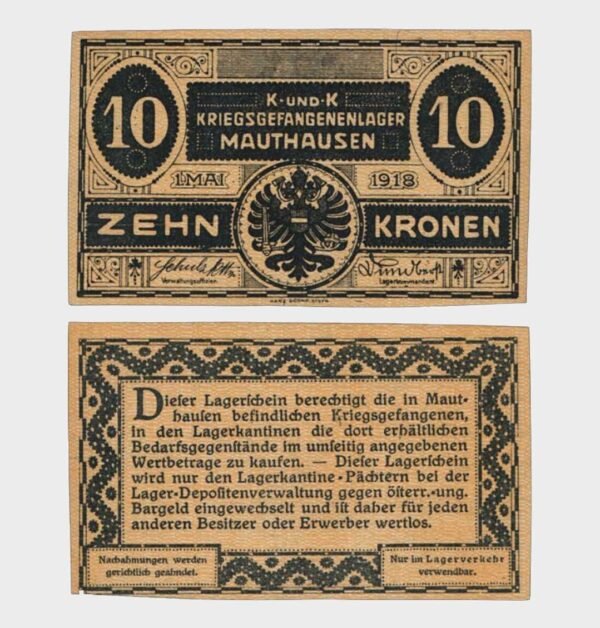 10
10
K·UND·K
KRIEGSGEFANGENENLAGER
MAUTHAUSEN
1. MAI
1918
ZEHN
KRONEN
Verwaltungsoffizier
Lagerkommandant
Dieſer Lagerſchein berechtigt die in Maut-
hauſen befindlichen Kriegsgefangenen,
in den Lagerkantinen die dort erhältlichen
Bedarfsgegenſtände im umſeitig angegebenen
Wertbetrage zu kaufen. — Dieſer Lagerſchein
wird nur den Lagerkantine-Pächtern bei der
Lager-Depoſitenverwaltung gegen öſterr.-ung.
Bargeld eingewechſelt und iſt daher für jeden
anderen Beſitzer oder Erwerber wertlos.
Nachahmungen werden
gerichtlich geahndet.
Nur im Lagerverkehr
verwendbar.